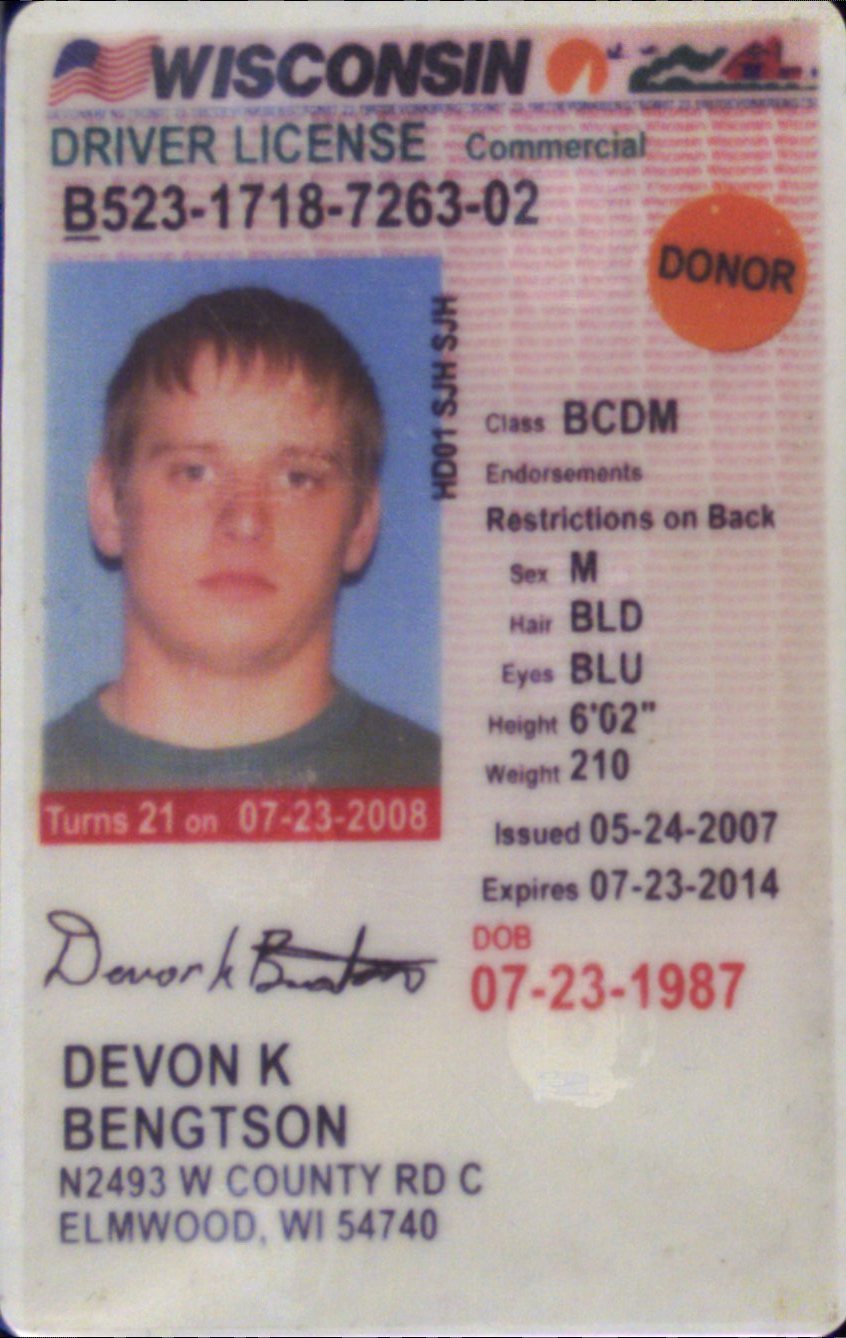 WISCONSIN
DRIVER LICENSE Commercial
B523-1718-7263-02
DONOR
HD01 SJH SJH
Class BCDM
Endorsements
Restrictions on Back
Sex M
Hair BLD
Eyes BLU
Height 6'02"
Weight 210
Turns 21 on 07-23-2008
Issued 05-24-2007
Expires 07-23-2014
DOB
07-23-1987
Devon k
DEVON K
BENGTSON
N2493 W COUNTY RD C
ELMWOOD, WI 54740